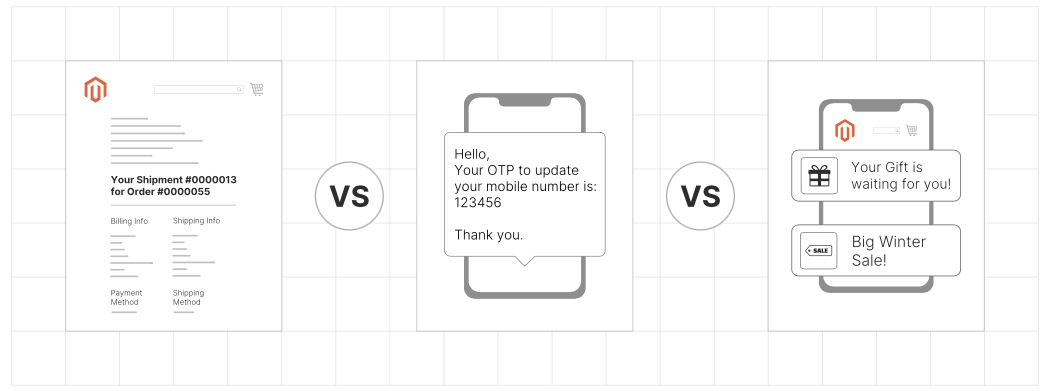 Your Shipment #0000013
for Order #0000055
Billing Info
Shipping Info
Payment
Method
Shipping
Method
VS
Hello,
Your OTP to update
your mobile number is:
123456
Thank you.
VS
Your Gift is
waiting for you!
SALE
Big Winter
Sale!